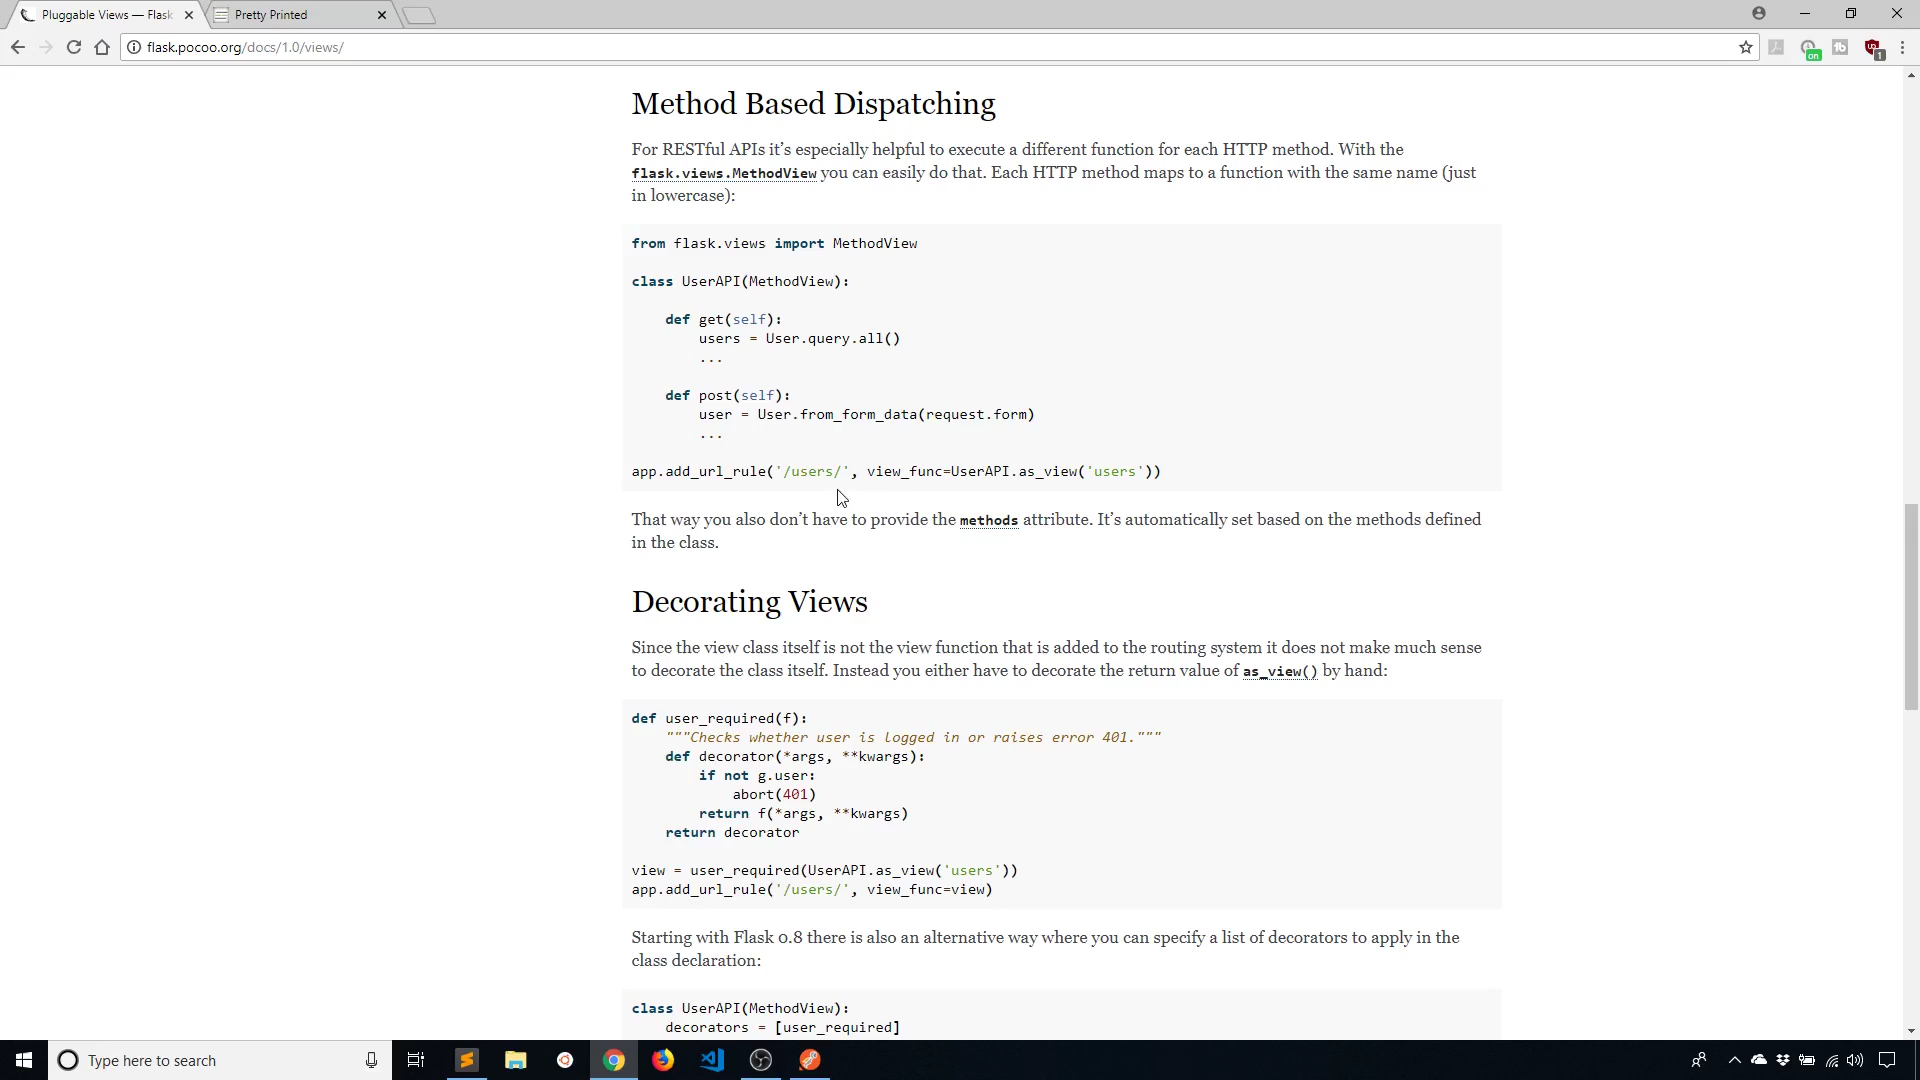 Pluggable Views — Flask
Pretty Printed
flask.pocoo.org/docs/1.0/views/
on
1
Method Based Dispatching
For RESTful APIs it’s especially helpful to execute a different function for each HTTP method. With the
flask.views.MethodView you can easily do that. Each HTTP method maps to a function with the same name (just
in lowercase):
from flask.views import MethodView
class UserAPI(MethodView):
    def get(self):
        users = User.query.all()
        ...
    def post(self):
        user = User.from_form_data(request.form)
        ...
app.add_url_rule('/users/', view_func=UserAPI.as_view('users'))
That way you also don’t have to provide the methods attribute. It’s automatically set based on the methods defined
in the class.
Decorating Views
Since the view class itself is not the view function that is added to the routing system it does not make much sense
to decorate the class itself. Instead you either have to decorate the return value of as_view() by hand:
def user_required(f):
    """Checks whether user is logged in or raises error 401."""
    def decorator(*args, **kwargs):
        if not g.user:
            abort(401)
        return f(*args, **kwargs)
    return decorator
view = user_required(UserAPI.as_view('users'))
app.add_url_rule('/users/', view_func=view)
Starting with Flask 0.8 there is also an alternative way where you can specify a list of decorators to apply in the
class declaration:
class UserAPI(MethodView):
    decorators = [user_required]
Type here to search